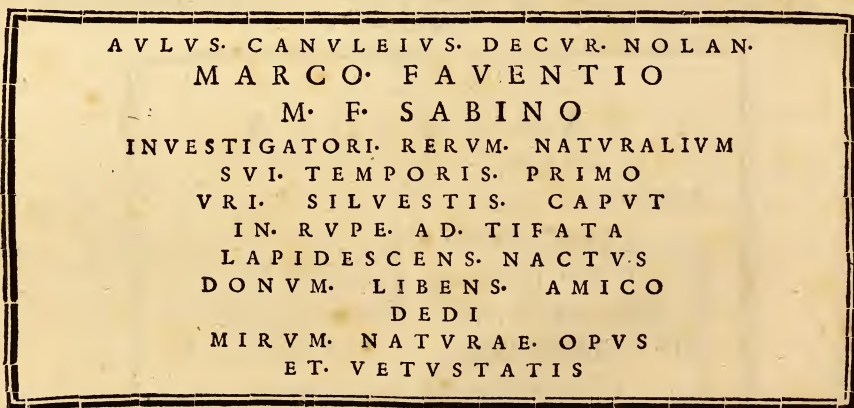 AVLVS· CANVLEIVS· DECVR· NOLAN·
MARCO· FAVENTIO
M· F· SABINO
INVESTIGATORI· RERVM· NATVRALIVM
SVI· TEMPORIS· PRIMO
VRI· SILVESTIS· CAPVT
IN· RVPE· AD· TIFATA
LAPIDESCENS· NACTVS
DONVM· LIBENS· AMICO
DEDI
MIRVM· NATVRAE· OPVS
ET· VETVSTATIS